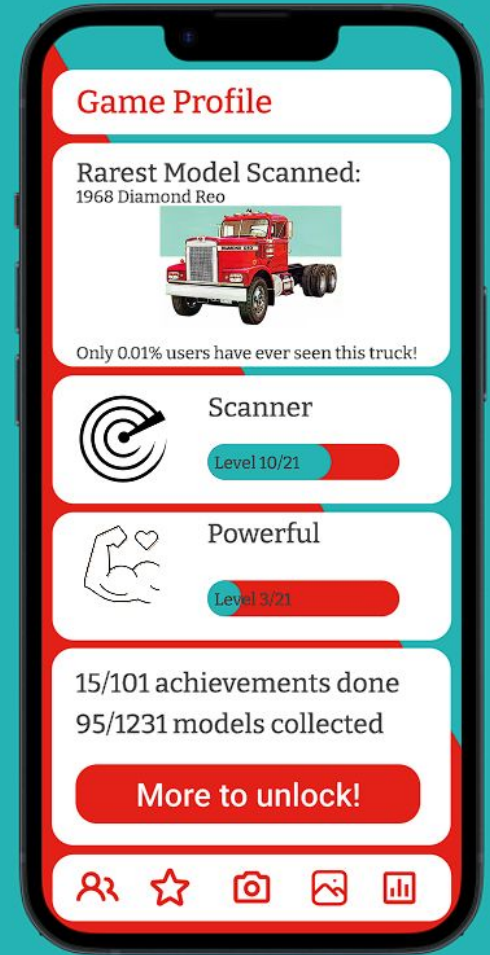 Game Profile
Rarest Model Scanned:
1968 Diamond Reo
Only 0.01% users have ever seen this truck!
Scanner
Level 10/21
Powerful
Level 3/21
15/101 achievements done
95/1231 models collected
More to unlock!